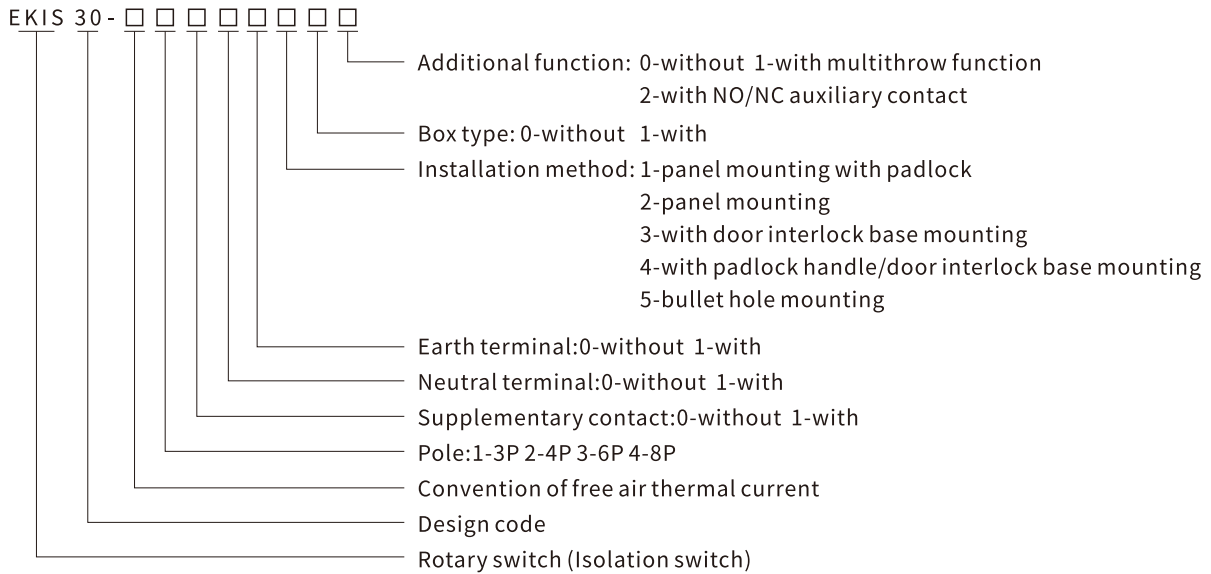 EKIS 30-□□□□□□□□
Additional function: 0-without 1-with multithrow function
2-with NO/NC auxiliary contact
Box type: 0-without 1-with
Installation method: 1-panel mounting with padlock
2-panel mounting
3-with door interlock base mounting
4-with padlock handle/door interlock base mounting
5-bullet hole mounting
Earth terminal:0-without 1-with
Neutral terminal:0-without 1-with
Supplementary contact:0-without 1-with
Pole:1-3P 2-4P 3-6P 4-8P
Convention of free air thermal current
Design code
Rotary switch (Isolation switch)